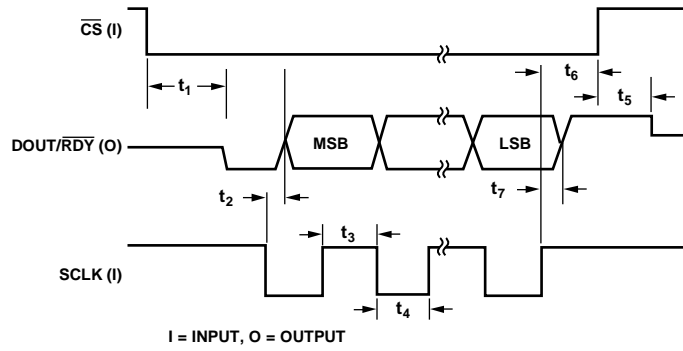 CS (I)
t6
t1
t5
DOUT/RDY (O)
MSB
LSB
t2
t7
t3
SCLK (I)
t4
I = INPUT, O = OUTPUT